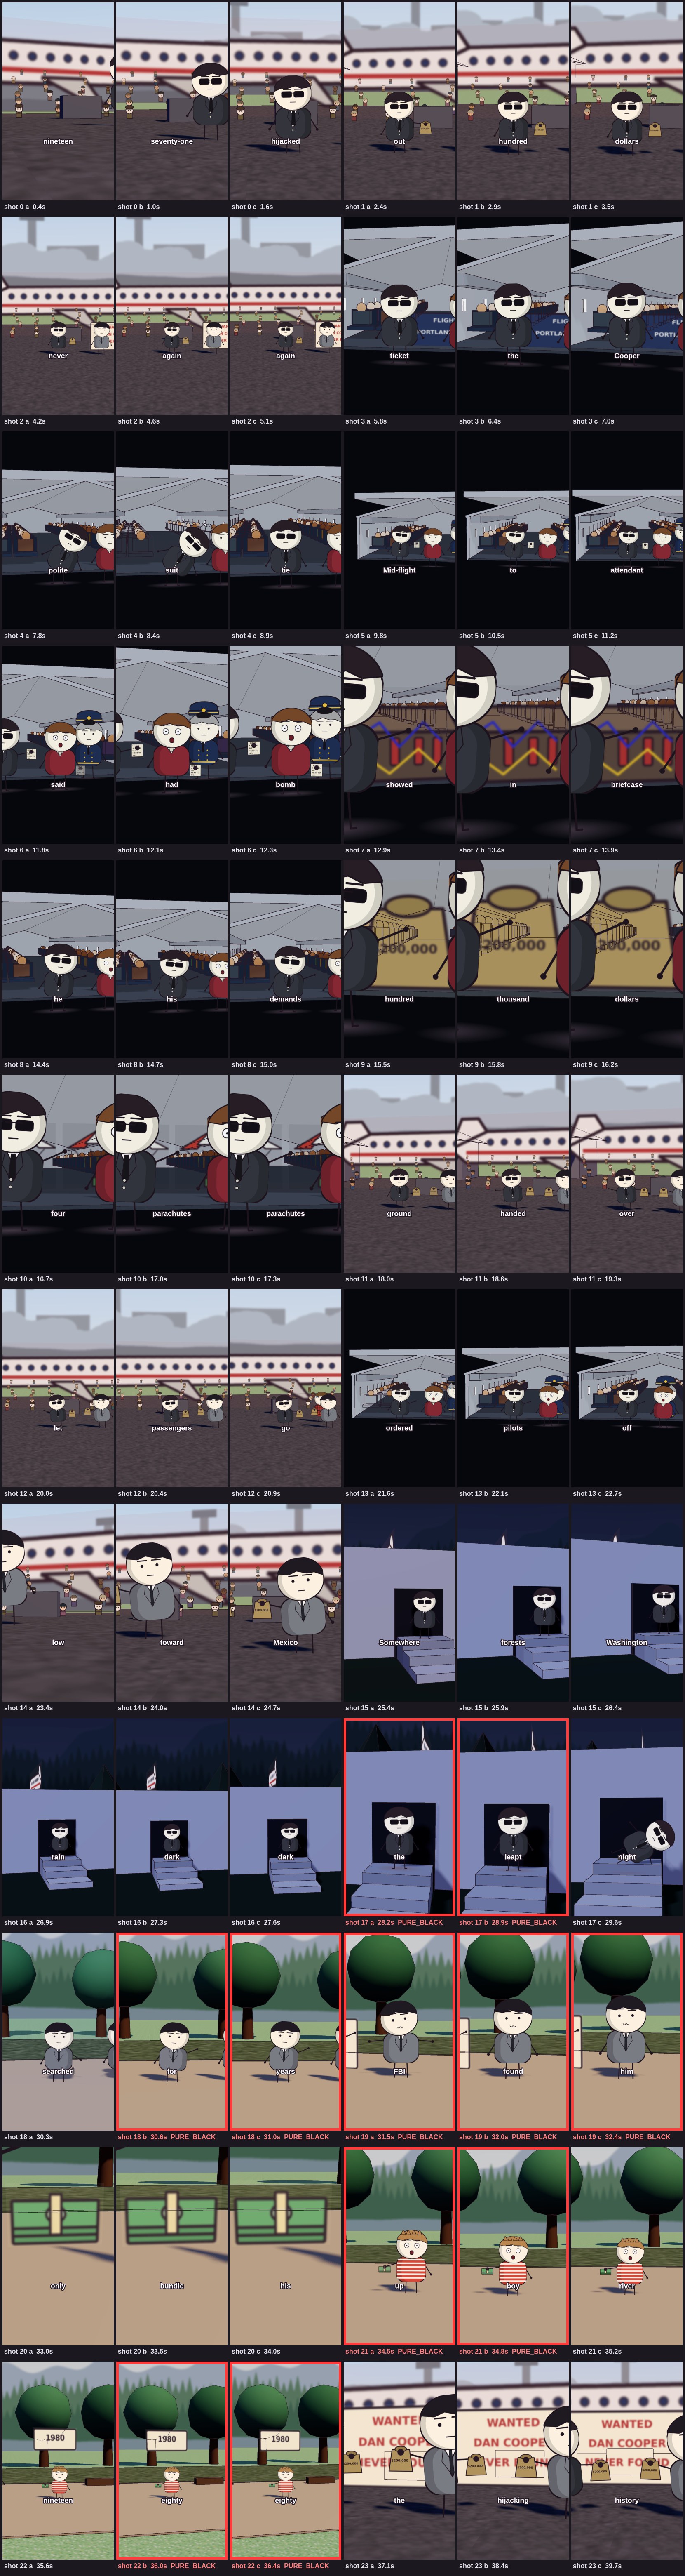 nineteen seventy-one hijacked out hundred dollars
shot 0 a 0.4s shot 0 b 1.0s shot 0 c 1.6s shot 1 a 2.4s shot 1 b 2.9s shot 1 c 3.5s
FLIGH FLIG FL
PORTLAN PORTLA PORTL
never again again ticket the Cooper
shot 2 a 4.2s shot 2 b 4.6s shot 2 c 5.1s shot 3 a 5.8s shot 3 b 6.4s shot 3 c 7.0s
polite suit tie Mid-flight to attendant
shot 4 a 7.8s shot 4 b 8.4s shot 4 c 8.9s shot 5 a 9.8s shot 5 b 10.5s shot 5 c 11.2s
said had bomb showed in briefcase
shot 6 a 11.8s shot 6 b 12.1s shot 6 c 12.3s shot 7 a 12.9s shot 7 b 13.4s shot 7 c 13.9s
200,000 200,000 200,000
he his demands hundred thousand dollars
shot 8 a 14.4s shot 8 b 14.7s shot 8 c 15.0s shot 9 a 15.5s shot 9 b 15.8s shot 9 c 16.2s
four parachutes parachutes ground handed over
shot 10 a 16.7s shot 10 b 17.0s shot 10 c 17.3s shot 11 a 18.0s shot 11 b 18.6s shot 11 c 19.3s
let passengers go ordered pilots off
shot 12 a 20.0s shot 12 b 20.4s shot 12 c 20.9s shot 13 a 21.6s shot 13 b 22.1s shot 13 c 22.7s
low toward Mexico Somewhere forests Washington
shot 14 a 23.4s shot 14 b 24.0s shot 14 c 24.7s shot 15 a 25.4s shot 15 b 25.9s shot 15 c 26.4s
rain dark dark the leapt night
shot 16 a 26.9s shot 16 b 27.3s shot 16 c 27.6s shot 17 a 28.2s PURE_BLACK shot 17 b 28.9s PURE_BLACK shot 17 c 29.6s
searched for years FBI found him
shot 18 a 30.3s shot 18 b 30.6s PURE_BLACK shot 18 c 31.0s PURE_BLACK shot 19 a 31.5s PURE_BLACK shot 19 b 32.0s PURE_BLACK shot 19 c 32.4s PURE_BLACK
only bundle his up boy river
shot 20 a 33.0s shot 20 b 33.5s shot 20 c 34.0s shot 21 a 34.5s PURE_BLACK shot 21 b 34.8s PURE_BLACK shot 21 c 35.2s
WANTED WANTED WANTED
1980 1980 1980 DAN COOP DAN COOPER DAN COOPER
NEVER FOU VER FOUND NEVER FOUND
nineteen eighty eighty the hijacking history
shot 22 a 35.6s shot 22 b 36.0s PURE_BLACK shot 22 c 36.4s PURE_BLACK shot 23 a 37.1s shot 23 b 38.4s shot 23 c 39.7s